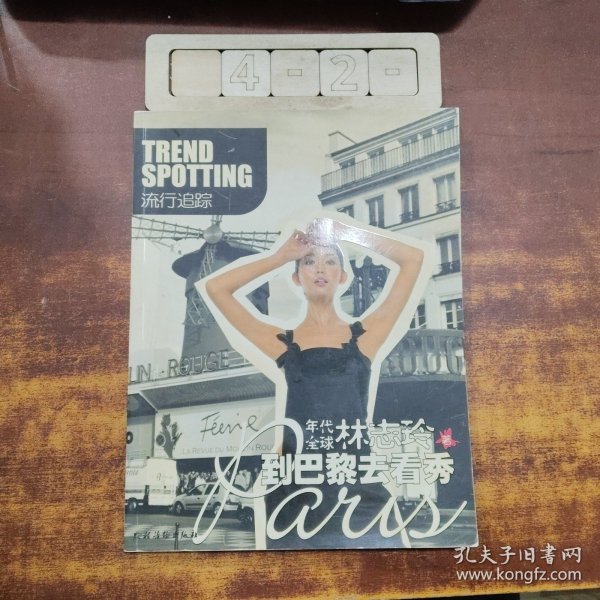 4 - 2 -
TREND
SPOTTING
流行追踪
ROUGE
Féerie
LA REVUE DU MOULIN ROUGE
年代
全球
林志玲
著
到巴黎去看秀
Paris
孔夫子旧书网
www.kongfz.com